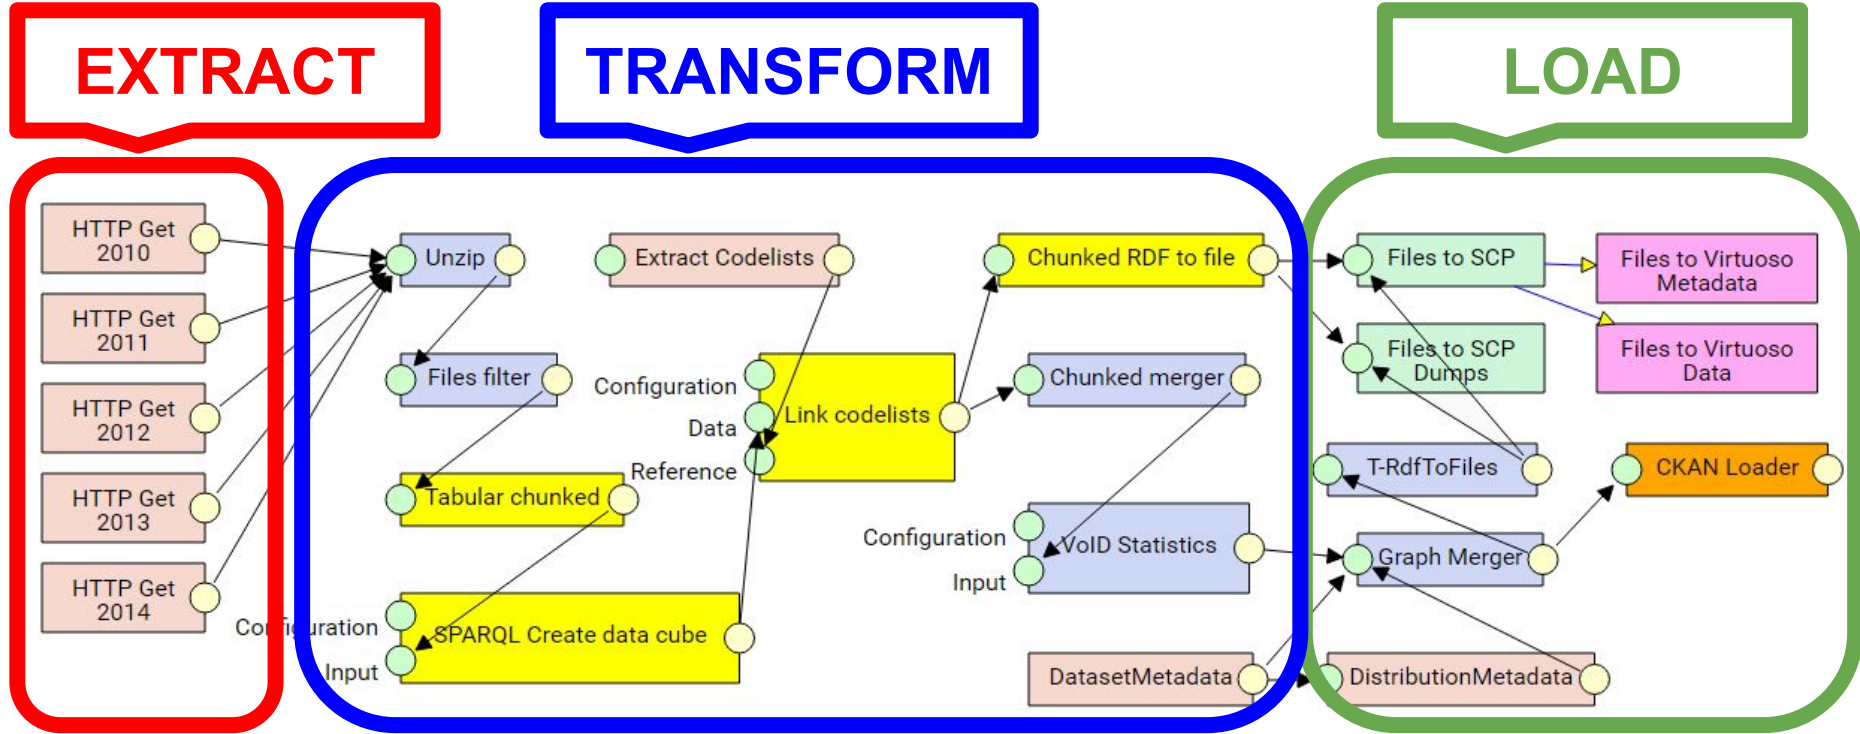 EXTRACT
TRANSFORM
LOAD
HTTP Get
2010
HTTP Get
2011
HTTP Get
2012
HTTP Get
2013
HTTP Get
2014
Unzip
Files filter
Tabular chunked
Configuration
Input
SPARQL Create data cube
Extract Codelists
Configuration
Data
Reference
Link codelists
Chunked RDF to file
Chunked merger
Configuration
Input
VoID Statistics
DatasetMetadata
Files to SCP
Files to SCP
Dumps
T-RdfToFiles
Graph Merger
DistributionMetadata
Files to Virtuoso
Metadata
Files to Virtuoso
Data
CKAN Loader